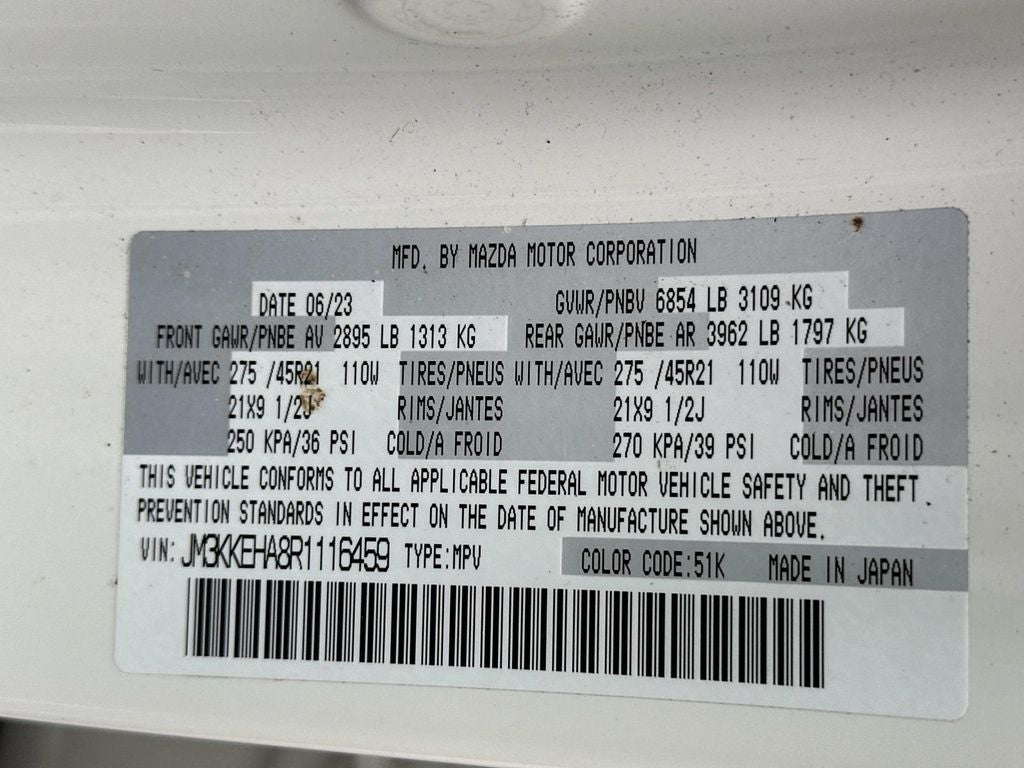 MFD. BY MAZDA MOTOR CORPORATION
DATE 06/23 GVWR/PNBV 6854 LB 3109 KG
FRONT GAWR/PNBE AV 2895 LB 1313 KG REAR GAWR/PNBE AR 3962 LB 1797 KG
WITH/AVEC 275 /45R21 110W TIRES/PNEUS WITH/AVEC 275 /45R21 110W TIRES/PNEUS
21X9 1/2J RIMS/JANTES 21X9 1/2J RIMS/JANTES
250 KPA/36 PSI COLD/A FROID 270 KPA/39 PSI COLD/A FROID
THIS VEHICLE CONFORMS TO ALL APPLICABLE FEDERAL MOTOR VEHICLE SAFETY AND THEFT
PREVENTION STANDARDS IN EFFECT ON THE DATE OF MANUFACTURE SHOWN ABOVE.
VIN: JM3KKEHA8R1116459 TYPE:MPV COLOR CODE:51K MADE IN JAPAN